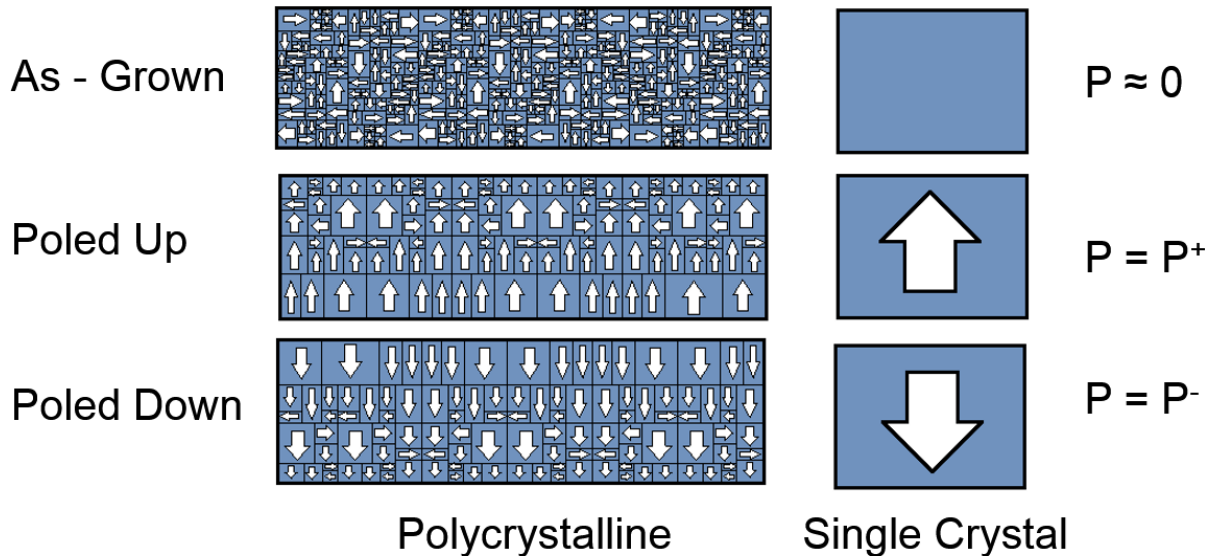 As - Grown
P ≈ 0
Poled Up
P = P⁺
Poled Down
P = P⁻
Polycrystalline
Single Crystal